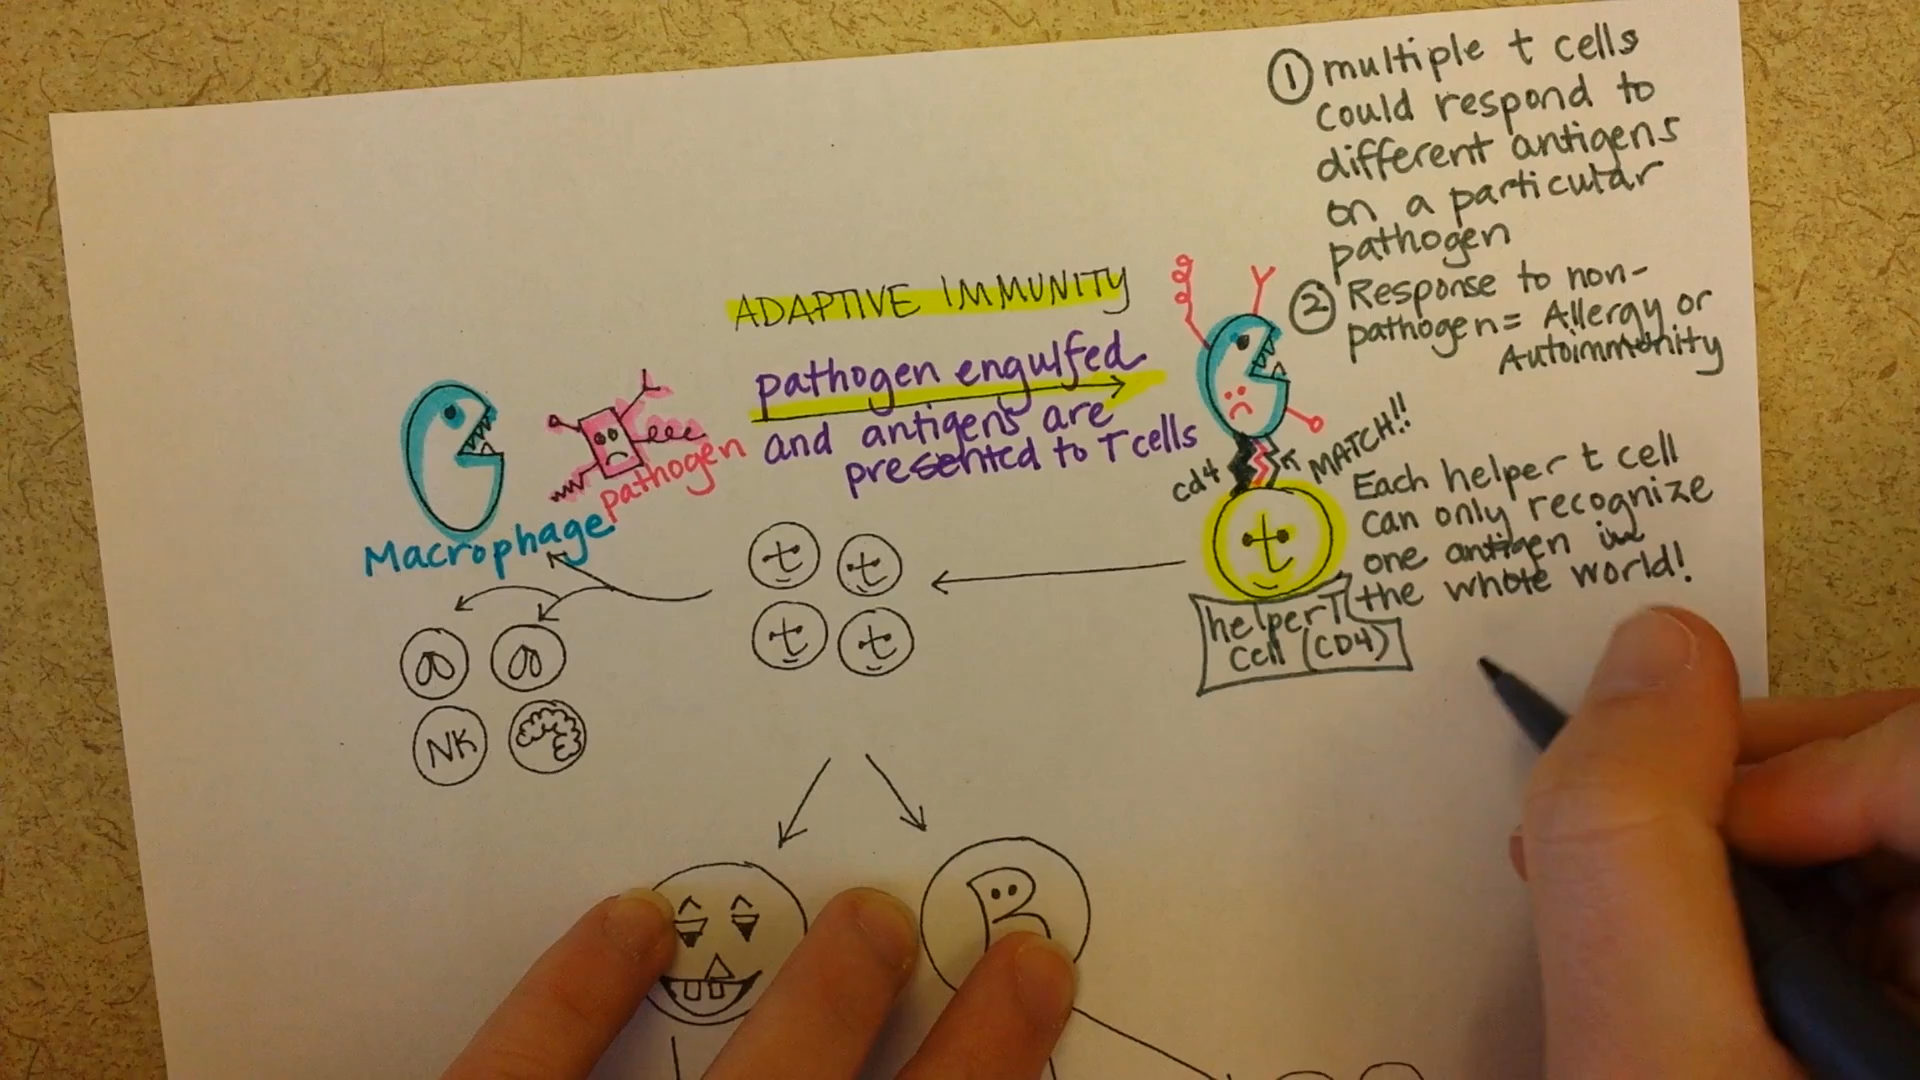 ① multiple t cells
could respond to
different antigens
on a particular
pathogen
② Response to non-
pathogen= Allergy or
Autoimmunity
ADAPTIVE IMMUNITY
pathogen engulfed
and antigens are
presented to T cells
pathogen
Macrophage
cd4
MATCH!!
Each helper t cell
can only recognize
one antigen in
the whole world!
t
helper T
cell (CD4)
t
t
t
t
NK
B